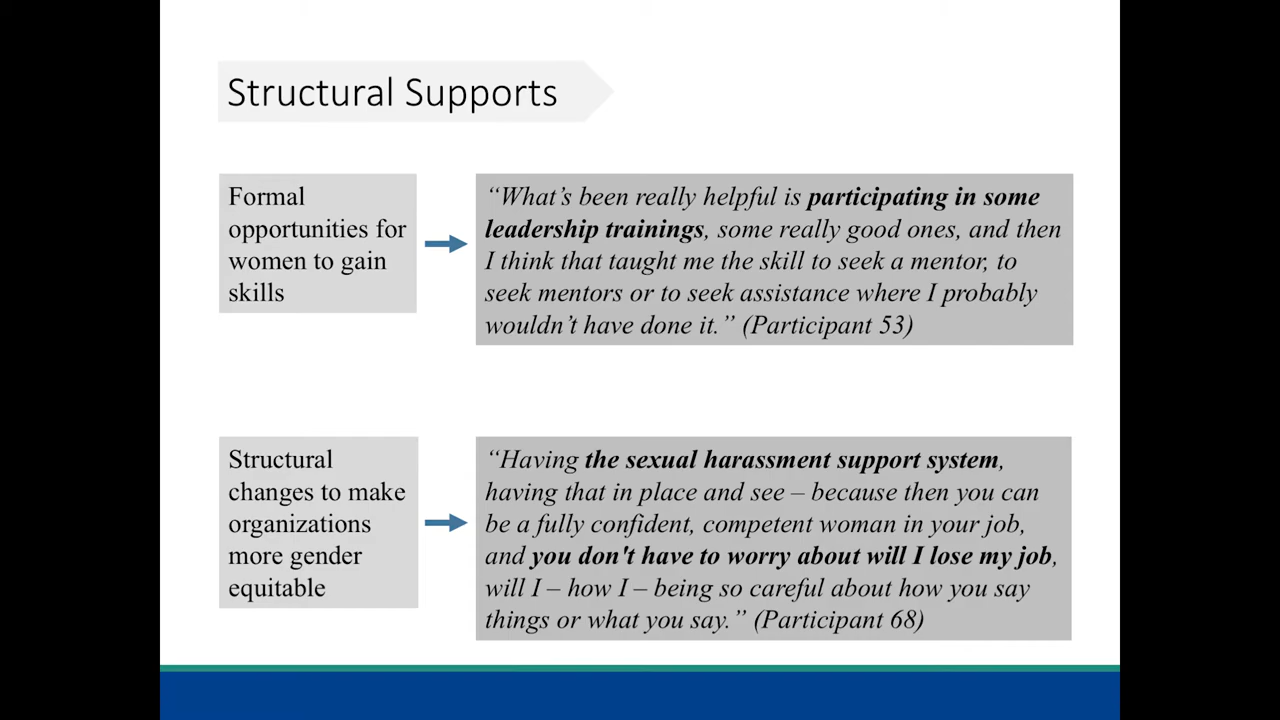 Structural Supports
Formal
opportunities for
women to gain
skills
“What’s been really helpful is participating in some
leadership trainings, some really good ones, and then
I think that taught me the skill to seek a mentor, to
seek mentors or to seek assistance where I probably
wouldn’t have done it.” (Participant 53)
Structural
changes to make
organizations
more gender
equitable
“Having the sexual harassment support system,
having that in place and see – because then you can
be a fully confident, competent woman in your job,
and you don't have to worry about will I lose my job,
will I – how I – being so careful about how you say
things or what you say.” (Participant 68)